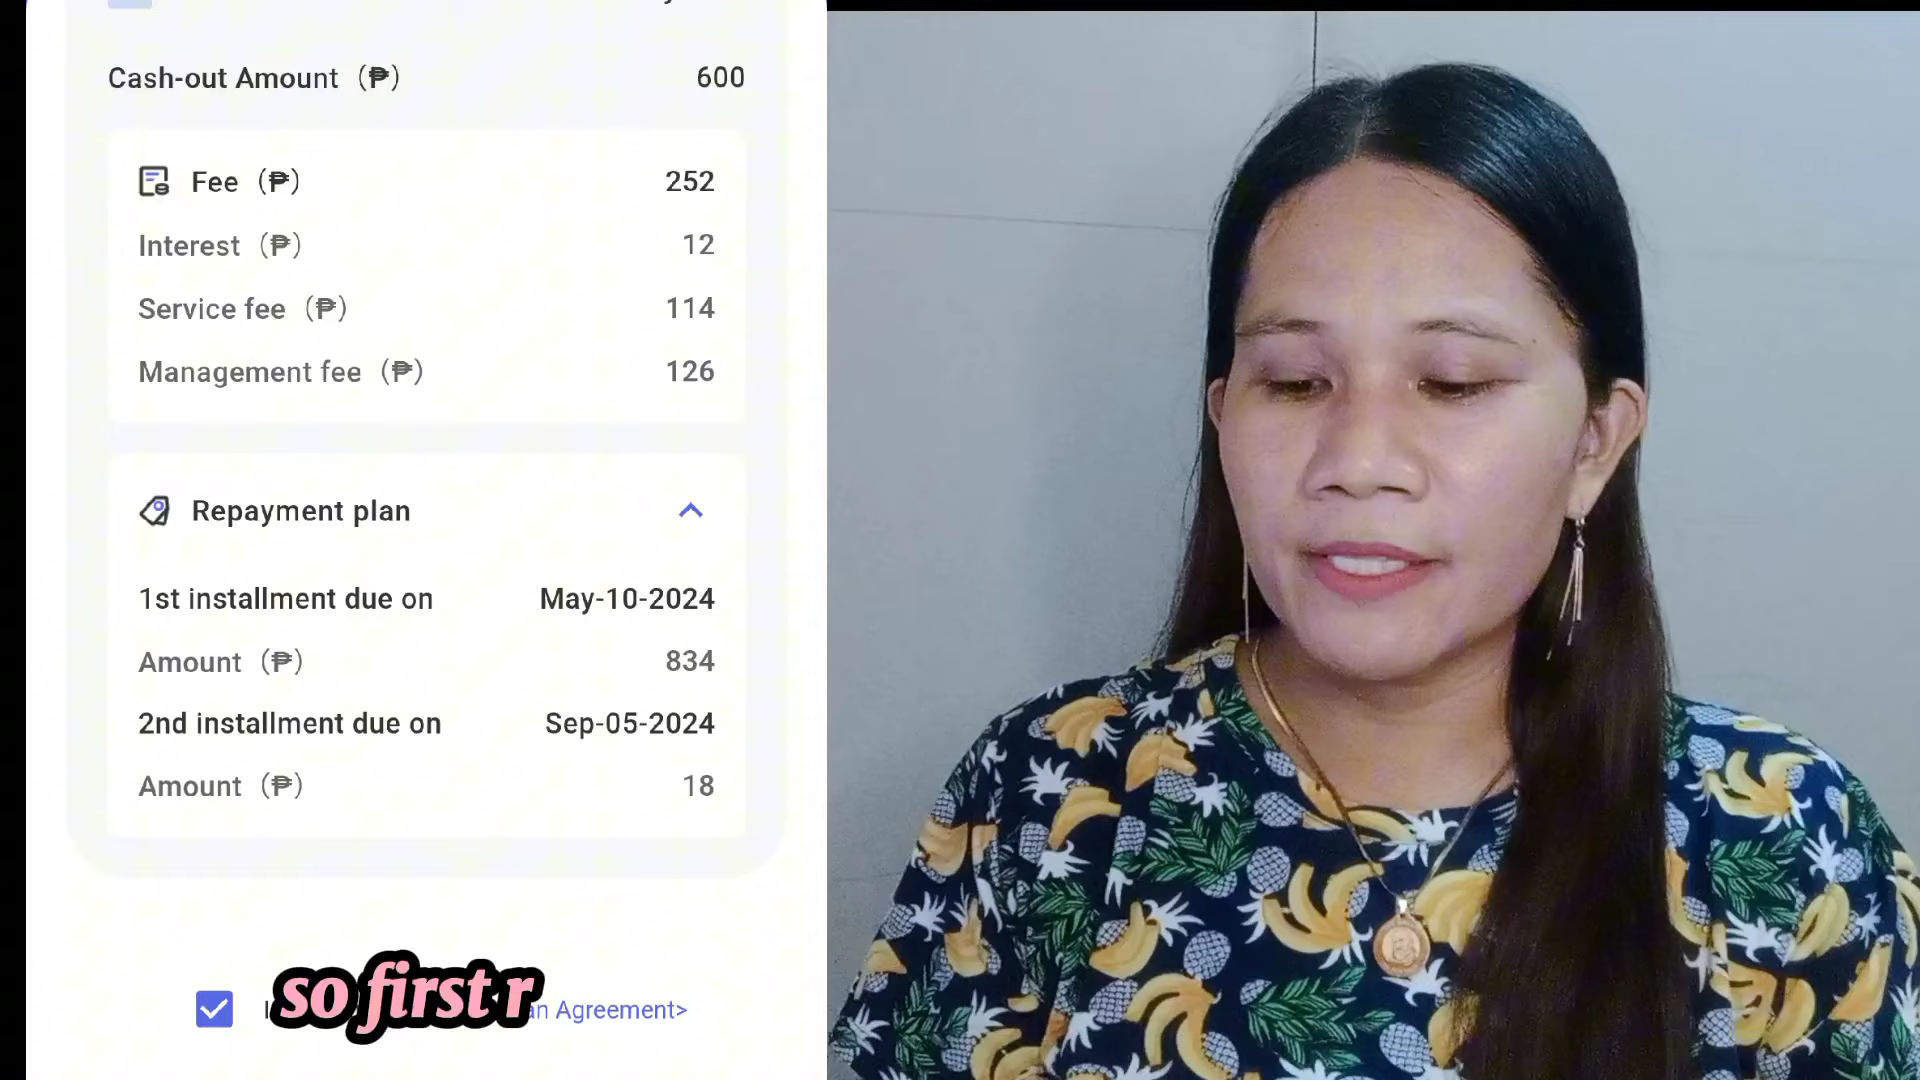 Cash-out Amount (₱) 600
Fee (₱) 252
Interest (₱) 12
Service fee (₱) 114
Management fee (₱) 126
Repayment plan
1st installment due on May-10-2024
Amount (₱) 834
2nd installment due on Sep-05-2024
Amount (₱) 18
so first r
Agreement>